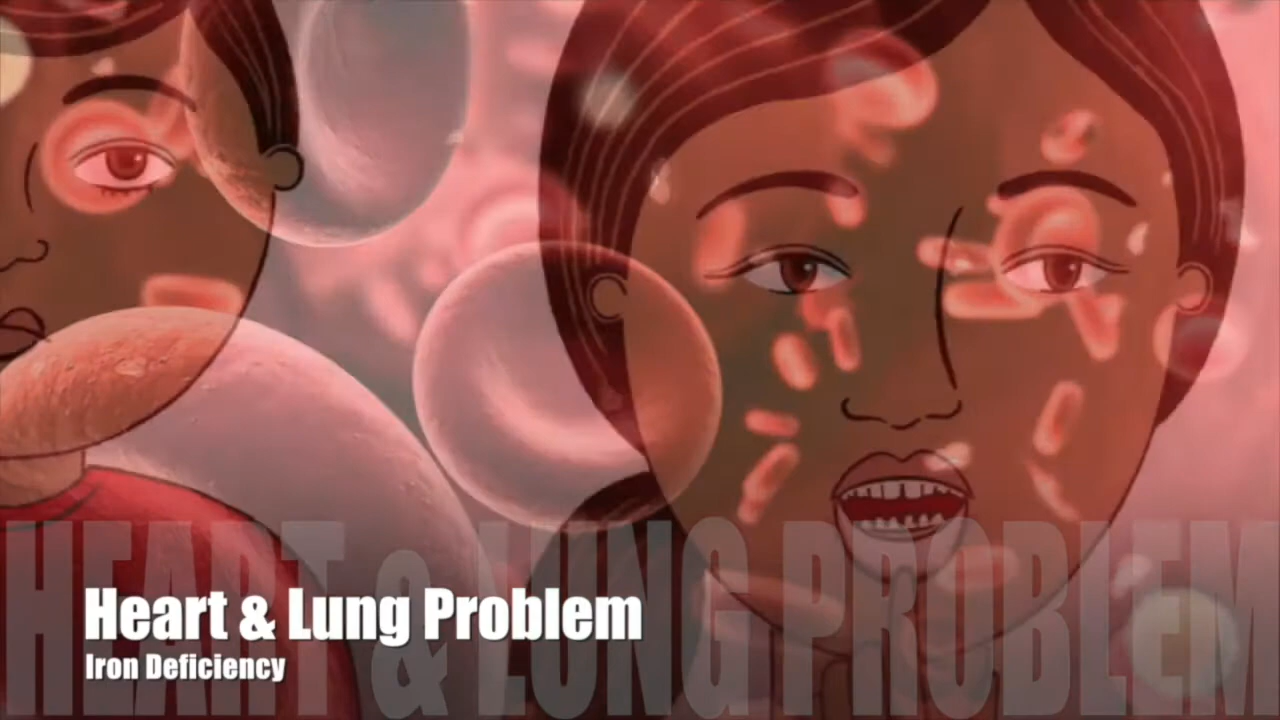 HEART & LUNG PROBLEM
Heart & Lung Problem
Iron Deficiency